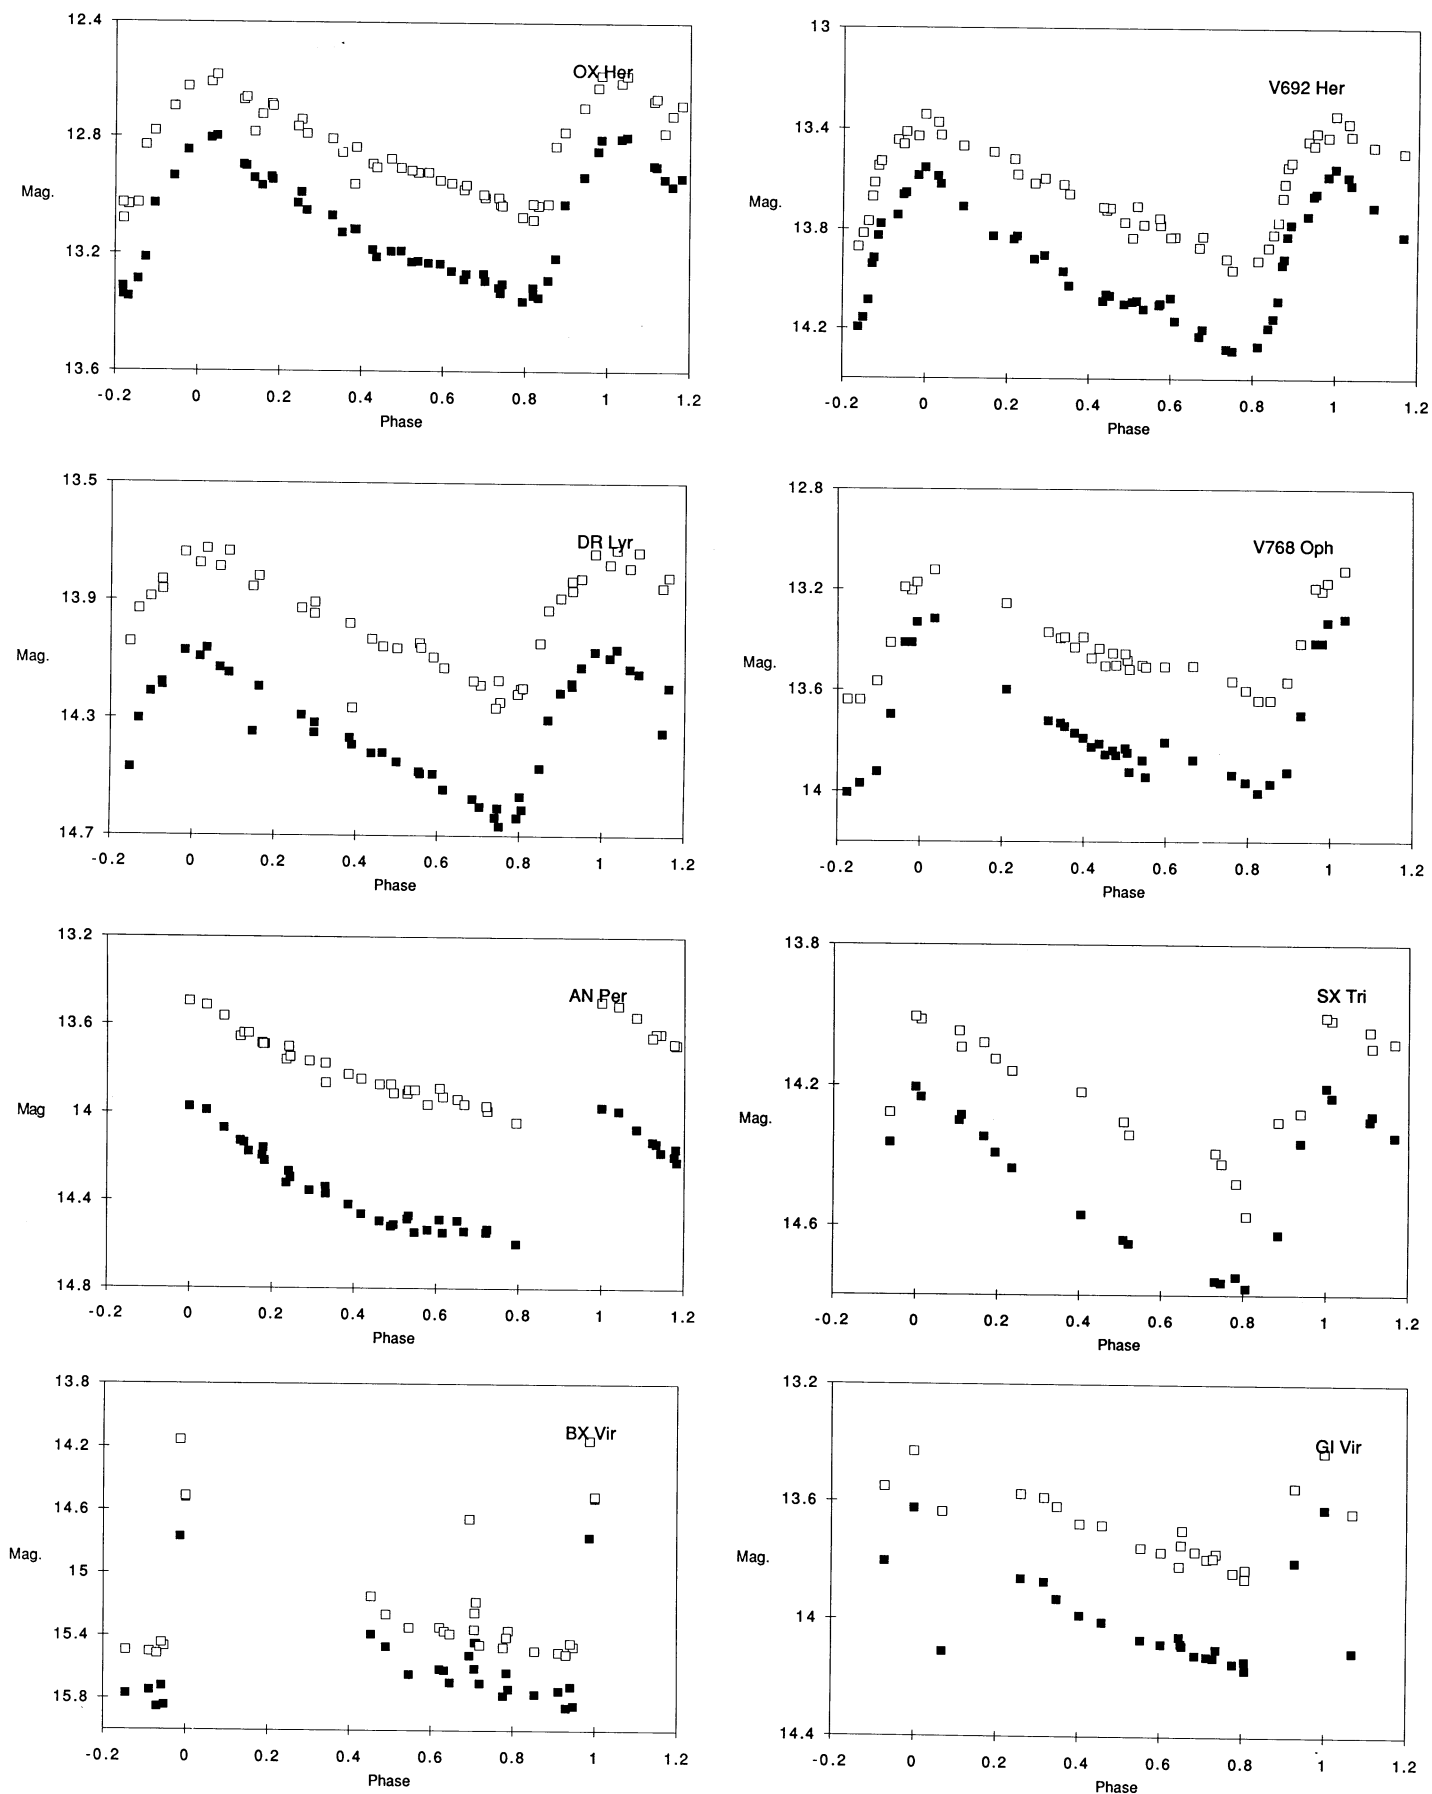 12.4
12.8
13.2
13.6
Mag.
OX Her
-0.2 0 0.2 0.4 0.6 0.8 1 1.2
Phase
13
13.4
13.8
14.2
Mag.
V692 Her
-0.2 0 0.2 0.4 0.6 0.8 1 1.2
Phase
13.5
13.9
14.3
14.7
Mag.
DR Lyr
-0.2 0 0.2 0.4 0.6 0.8 1 1.2
Phase
12.8
13.2
13.6
14
Mag.
V768 Oph
-0.2 0 0.2 0.4 0.6 0.8 1 1.2
Phase
13.2
13.6
14
14.4
14.8
Mag
AN Per
-0.2 0 0.2 0.4 0.6 0.8 1 1.2
Phase
13.8
14.2
14.6
Mag.
SX Tri
-0.2 0 0.2 0.4 0.6 0.8 1 1.2
Phase
13.8
14.2
14.6
15
15.4
15.8
Mag.
BX Vir
-0.2 0 0.2 0.4 0.6 0.8 1 1.2
Phase
13.2
13.6
14
14.4
Mag.
GI Vir
-0.2 0 0.2 0.4 0.6 0.8 1 1.2
Phase